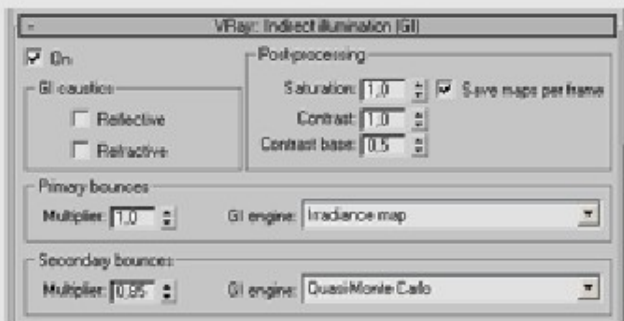 - VRay: Indirect illumination (GI)
On
GI caustics
Reflective
Refractive
Post-processing
Saturation: 1,0 Save maps per frame
Contrast: 1,0
Contrast base: 0,5
Primary bounces
Multiplier: 1,0 GI engine: Irradiance map
Secondary bounces
Multiplier: 0,85 GI engine: Quasi-Monte Carlo